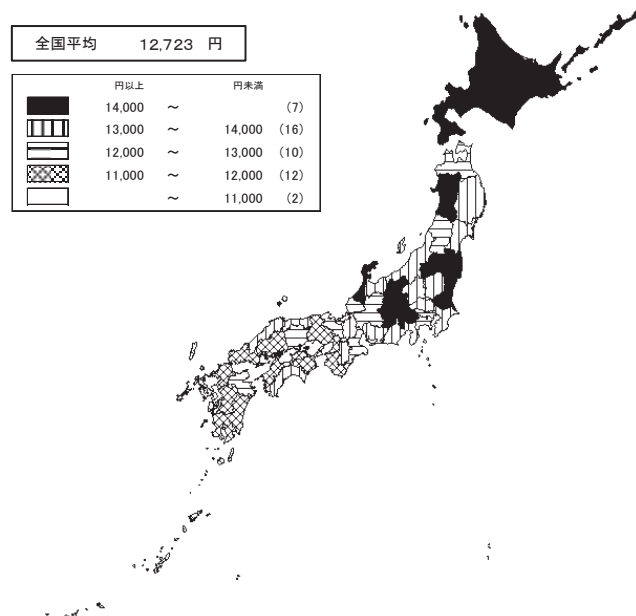 全国平均 12,723 円
円以上 円未満
14,000 ～ (7)
13,000 ～ 14,000 (16)
12,000 ～ 13,000 (10)
11,000 ～ 12,000 (12)
～ 11,000 (2)